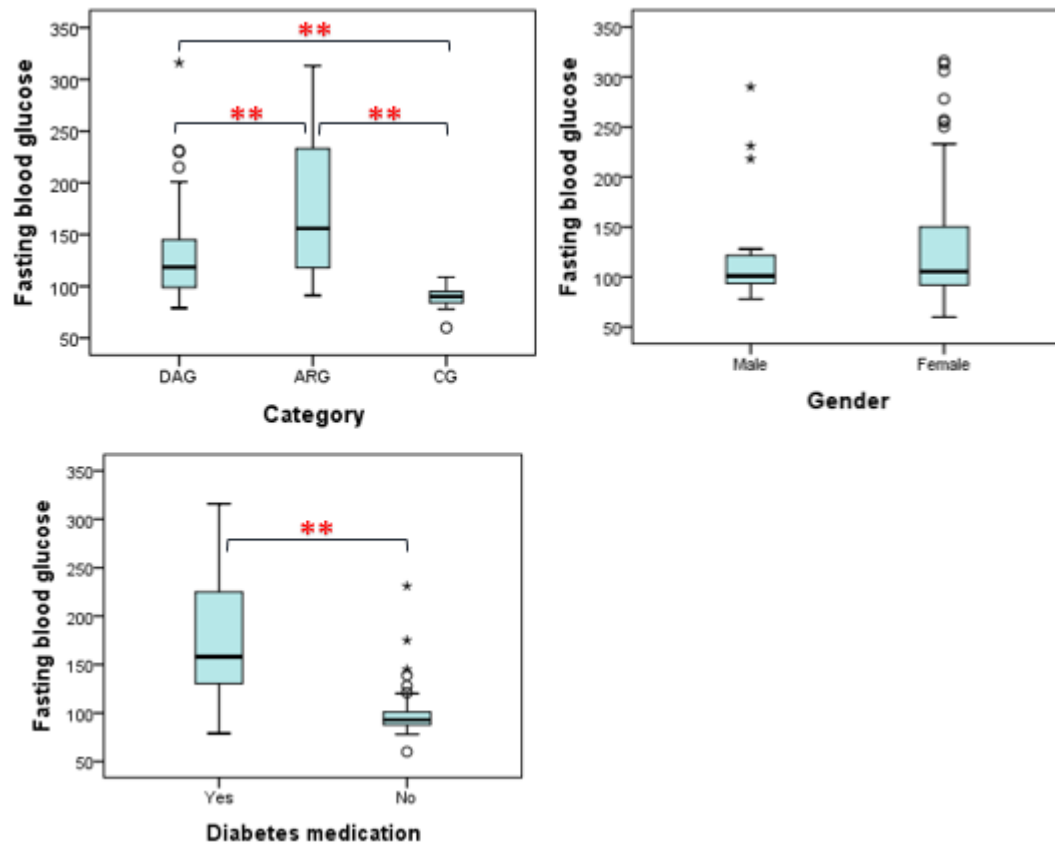 Fasting blood glucose
350
300
250
200
150
100
50
**
**
**
DAG
ARG
CG
Category
Fasting blood glucose
350
300
250
200
150
100
50
Male
Female
Gender
Fasting blood glucose
350
300
250
200
150
100
50
**
Yes
No
Diabetes medication